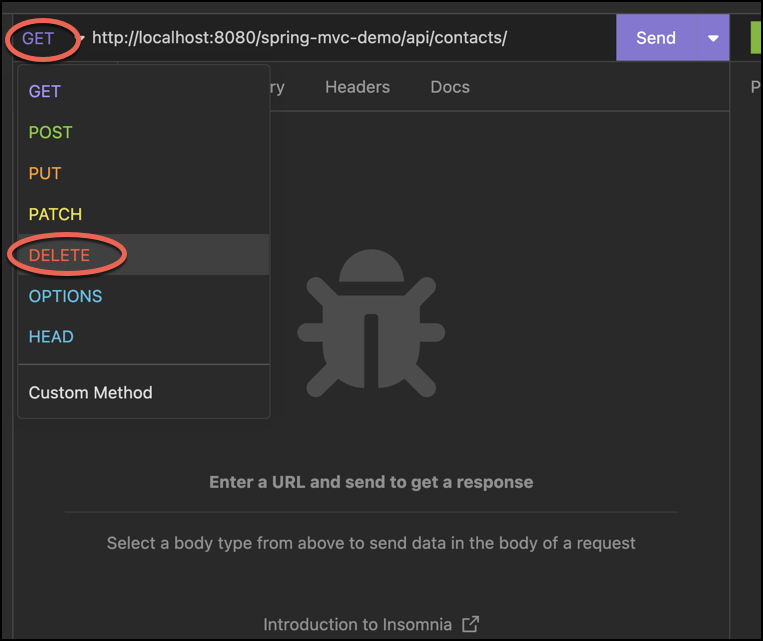 GET http://localhost:8080/spring-mvc-demo/api/contacts/ Send
ry Headers Docs P
GET
POST
PUT
PATCH
DELETE
OPTIONS
HEAD
Custom Method
Enter a URL and send to get a response
Select a body type from above to send data in the body of a request
Introduction to Insomnia